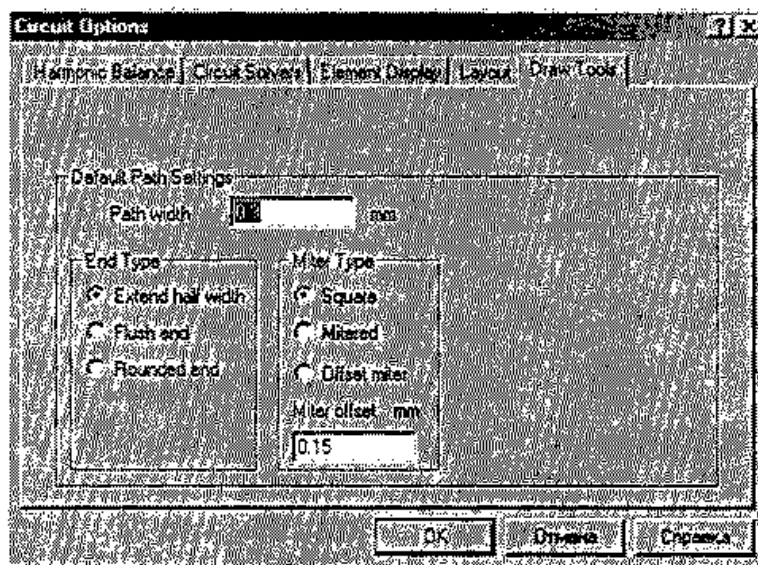 Circuit Options
Harmonic Balance Circuit Solvers Element Display Layout Draw Tools
Default Path Settings
Path width mm
End Type Miter Type
Extend half width Square
Flush end Mitered
Rounded end Offset miter
Miter offset mm
0.15
OK Отмена Справка